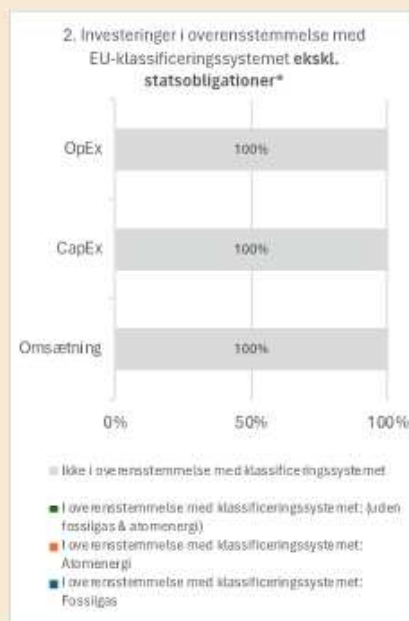 2. Investeringer i overensstemmelse med
EU-klassificeringssystemet ekskl.
statsobligationer*
OpEx
100%
CapEx
100%
Omsætning
100%
0% 50% 100%
Ikke i overensstemmelse med klassificeringssystemet
I overensstemmelse med klassificeringssystemet: (uden
fossilgas & atomenergi)
I overensstemmelse med klassificeringssystemet:
Atomenergi
I overensstemmelse med klassificeringssystemet:
Fossilgas